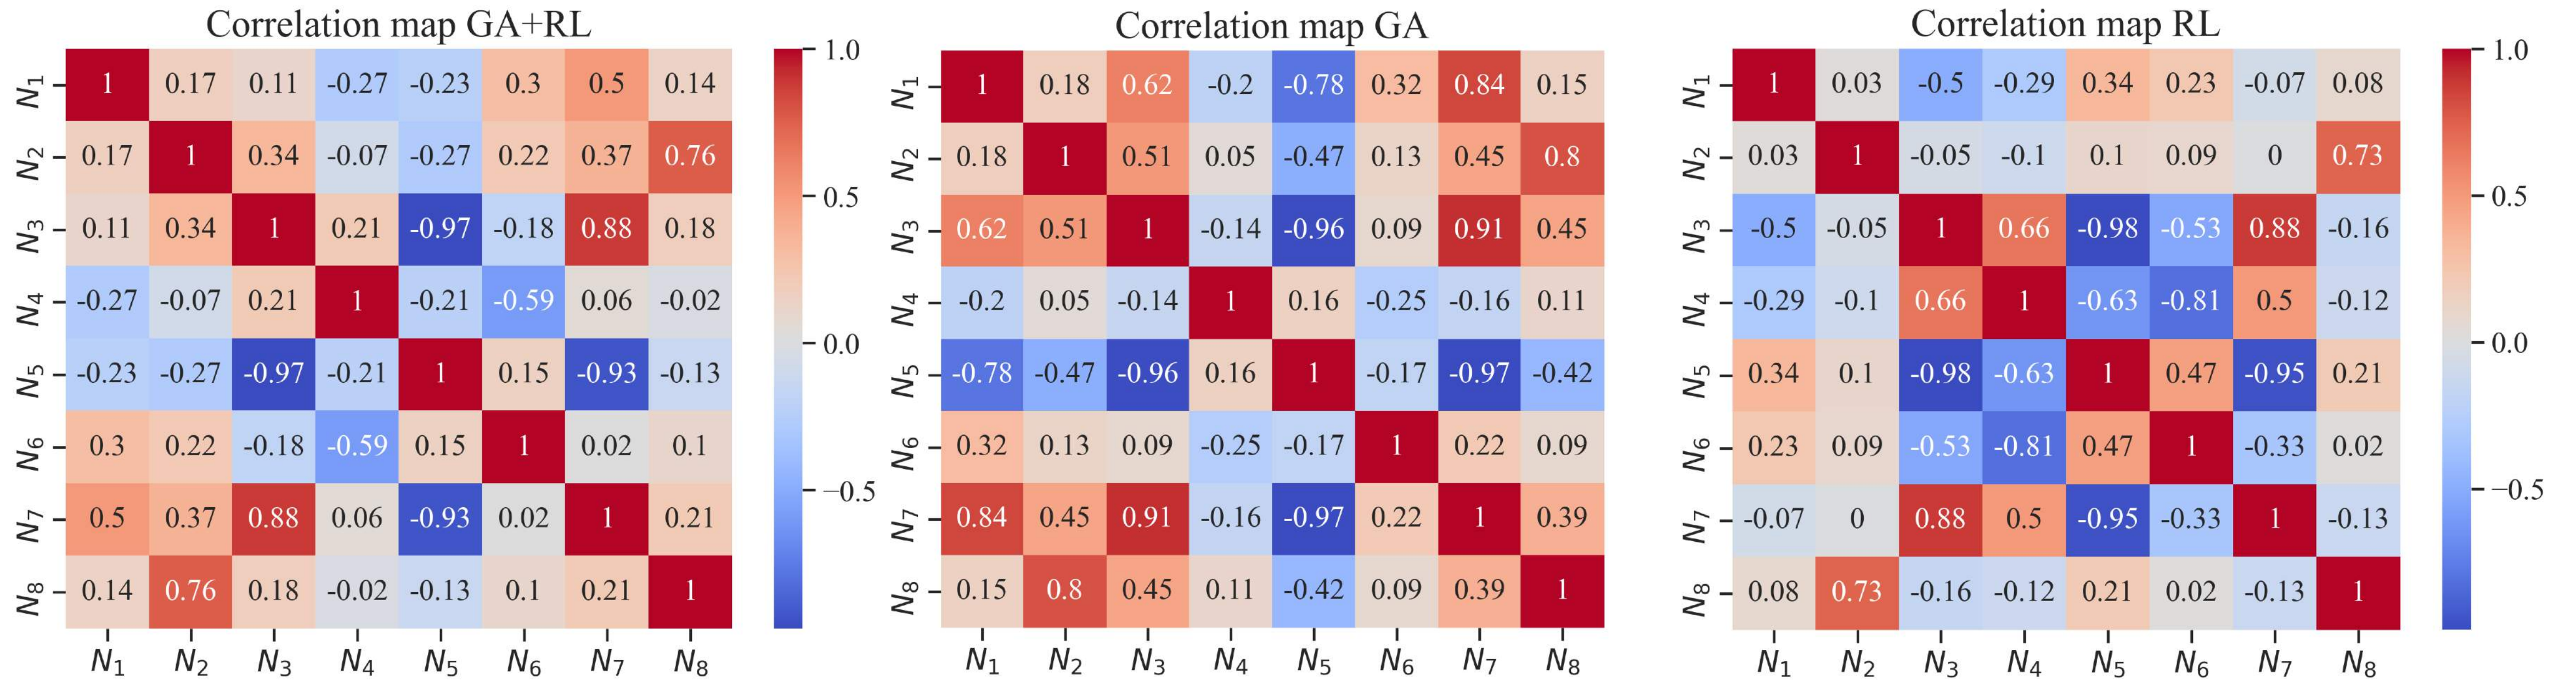 Correlation map GA+RL
N1 1 0.17 0.11 -0.27 -0.23 0.3 0.5 0.14
N2 0.17 1 0.34 -0.07 -0.27 0.22 0.37 0.76
N3 0.11 0.34 1 0.21 -0.97 -0.18 0.88 0.18
N4 -0.27 -0.07 0.21 1 -0.21 -0.59 0.06 -0.02
N5 -0.23 -0.27 -0.97 -0.21 1 0.15 -0.93 -0.13
N6 0.3 0.22 -0.18 -0.59 0.15 1 0.02 0.1
N7 0.5 0.37 0.88 0.06 -0.93 0.02 1 0.21
N8 0.14 0.76 0.18 -0.02 -0.13 0.1 0.21 1
N1 N2 N3 N4 N5 N6 N7 N8
1.0
0.5
0.0
−0.5
Correlation map GA
N1 1 0.18 0.62 -0.2 -0.78 0.32 0.84 0.15
N2 0.18 1 0.51 0.05 -0.47 0.13 0.45 0.8
N3 0.62 0.51 1 -0.14 -0.96 0.09 0.91 0.45
N4 -0.2 0.05 -0.14 1 0.16 -0.25 -0.16 0.11
N5 -0.78 -0.47 -0.96 0.16 1 -0.17 -0.97 -0.42
N6 0.32 0.13 0.09 -0.25 -0.17 1 0.22 0.09
N7 0.84 0.45 0.91 -0.16 -0.97 0.22 1 0.39
N8 0.15 0.8 0.45 0.11 -0.42 0.09 0.39 1
N1 N2 N3 N4 N5 N6 N7 N8
Correlation map RL
N1 1 0.03 -0.5 -0.29 0.34 0.23 -0.07 0.08
N2 0.03 1 -0.05 -0.1 0.1 0.09 0 0.73
N3 -0.5 -0.05 1 0.66 -0.98 -0.53 0.88 -0.16
N4 -0.29 -0.1 0.66 1 -0.63 -0.81 0.5 -0.12
N5 0.34 0.1 -0.98 -0.63 1 0.47 -0.95 0.21
N6 0.23 0.09 -0.53 -0.81 0.47 1 -0.33 0.02
N7 -0.07 0 0.88 0.5 -0.95 -0.33 1 -0.13
N8 0.08 0.73 -0.16 -0.12 0.21 0.02 -0.13 1
N1 N2 N3 N4 N5 N6 N7 N8
1.0
0.5
0.0
−0.5